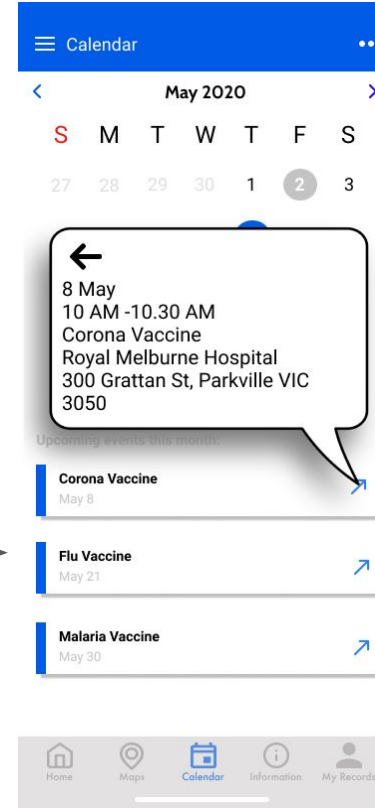 Calendar
May 2020
S M T W T F S
27 28 29 30 1 2 3
8 May
10 AM -10.30 AM
Corona Vaccine
Royal Melburne Hospital
300 Grattan St, Parkville VIC
3050
Upcoming events this month:
Corona Vaccine
May 8
Flu Vaccine
May 21
Malaria Vaccine
May 30
Home Maps Calendar Information My Records